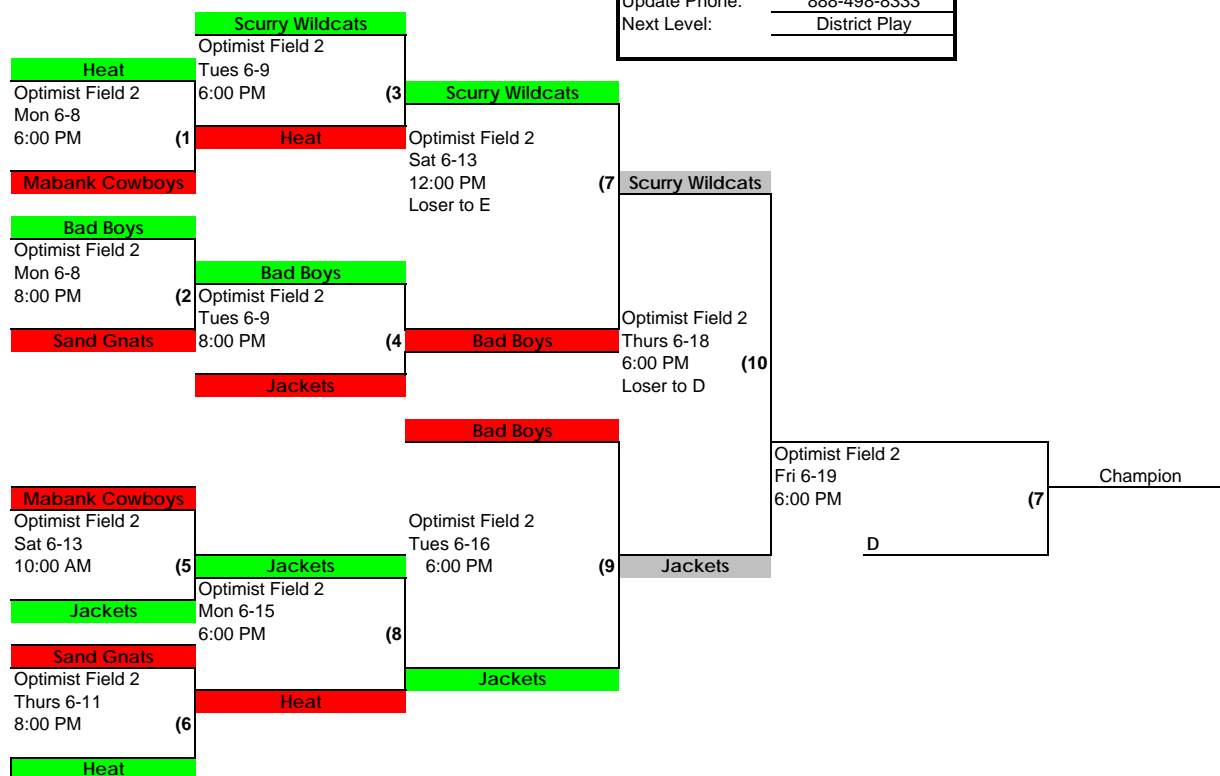 Update Phone: 888-498-8333
Next Level: District Play
Scurry Wildcats
Optimist Field 2
Tues 6-9
6:00 PM (3
Heat
Heat
Optimist Field 2
Mon 6-8
6:00 PM (1
Mabank Cowboys
Scurry Wildcats
Optimist Field 2
Sat 6-13
12:00 PM (7
Loser to E
Bad Boys
Bad Boys
Optimist Field 2
Mon 6-8
8:00 PM (2
Sand Gnats
Bad Boys
Optimist Field 2
Tues 6-9
8:00 PM (4
Jackets
Scurry Wildcats
Optimist Field 2
Thurs 6-18
6:00 PM (10
Loser to D
Jackets
Bad Boys
Optimist Field 2
Tues 6-16
6:00 PM (9
Jackets
Optimist Field 2
Fri 6-19
6:00 PM (7
D
Champion
Mabank Cowboys
Optimist Field 2
Sat 6-13
10:00 AM (5
Jackets
Jackets
Optimist Field 2
Mon 6-15
6:00 PM (8
Heat
Sand Gnats
Optimist Field 2
Thurs 6-11
8:00 PM (6
Heat